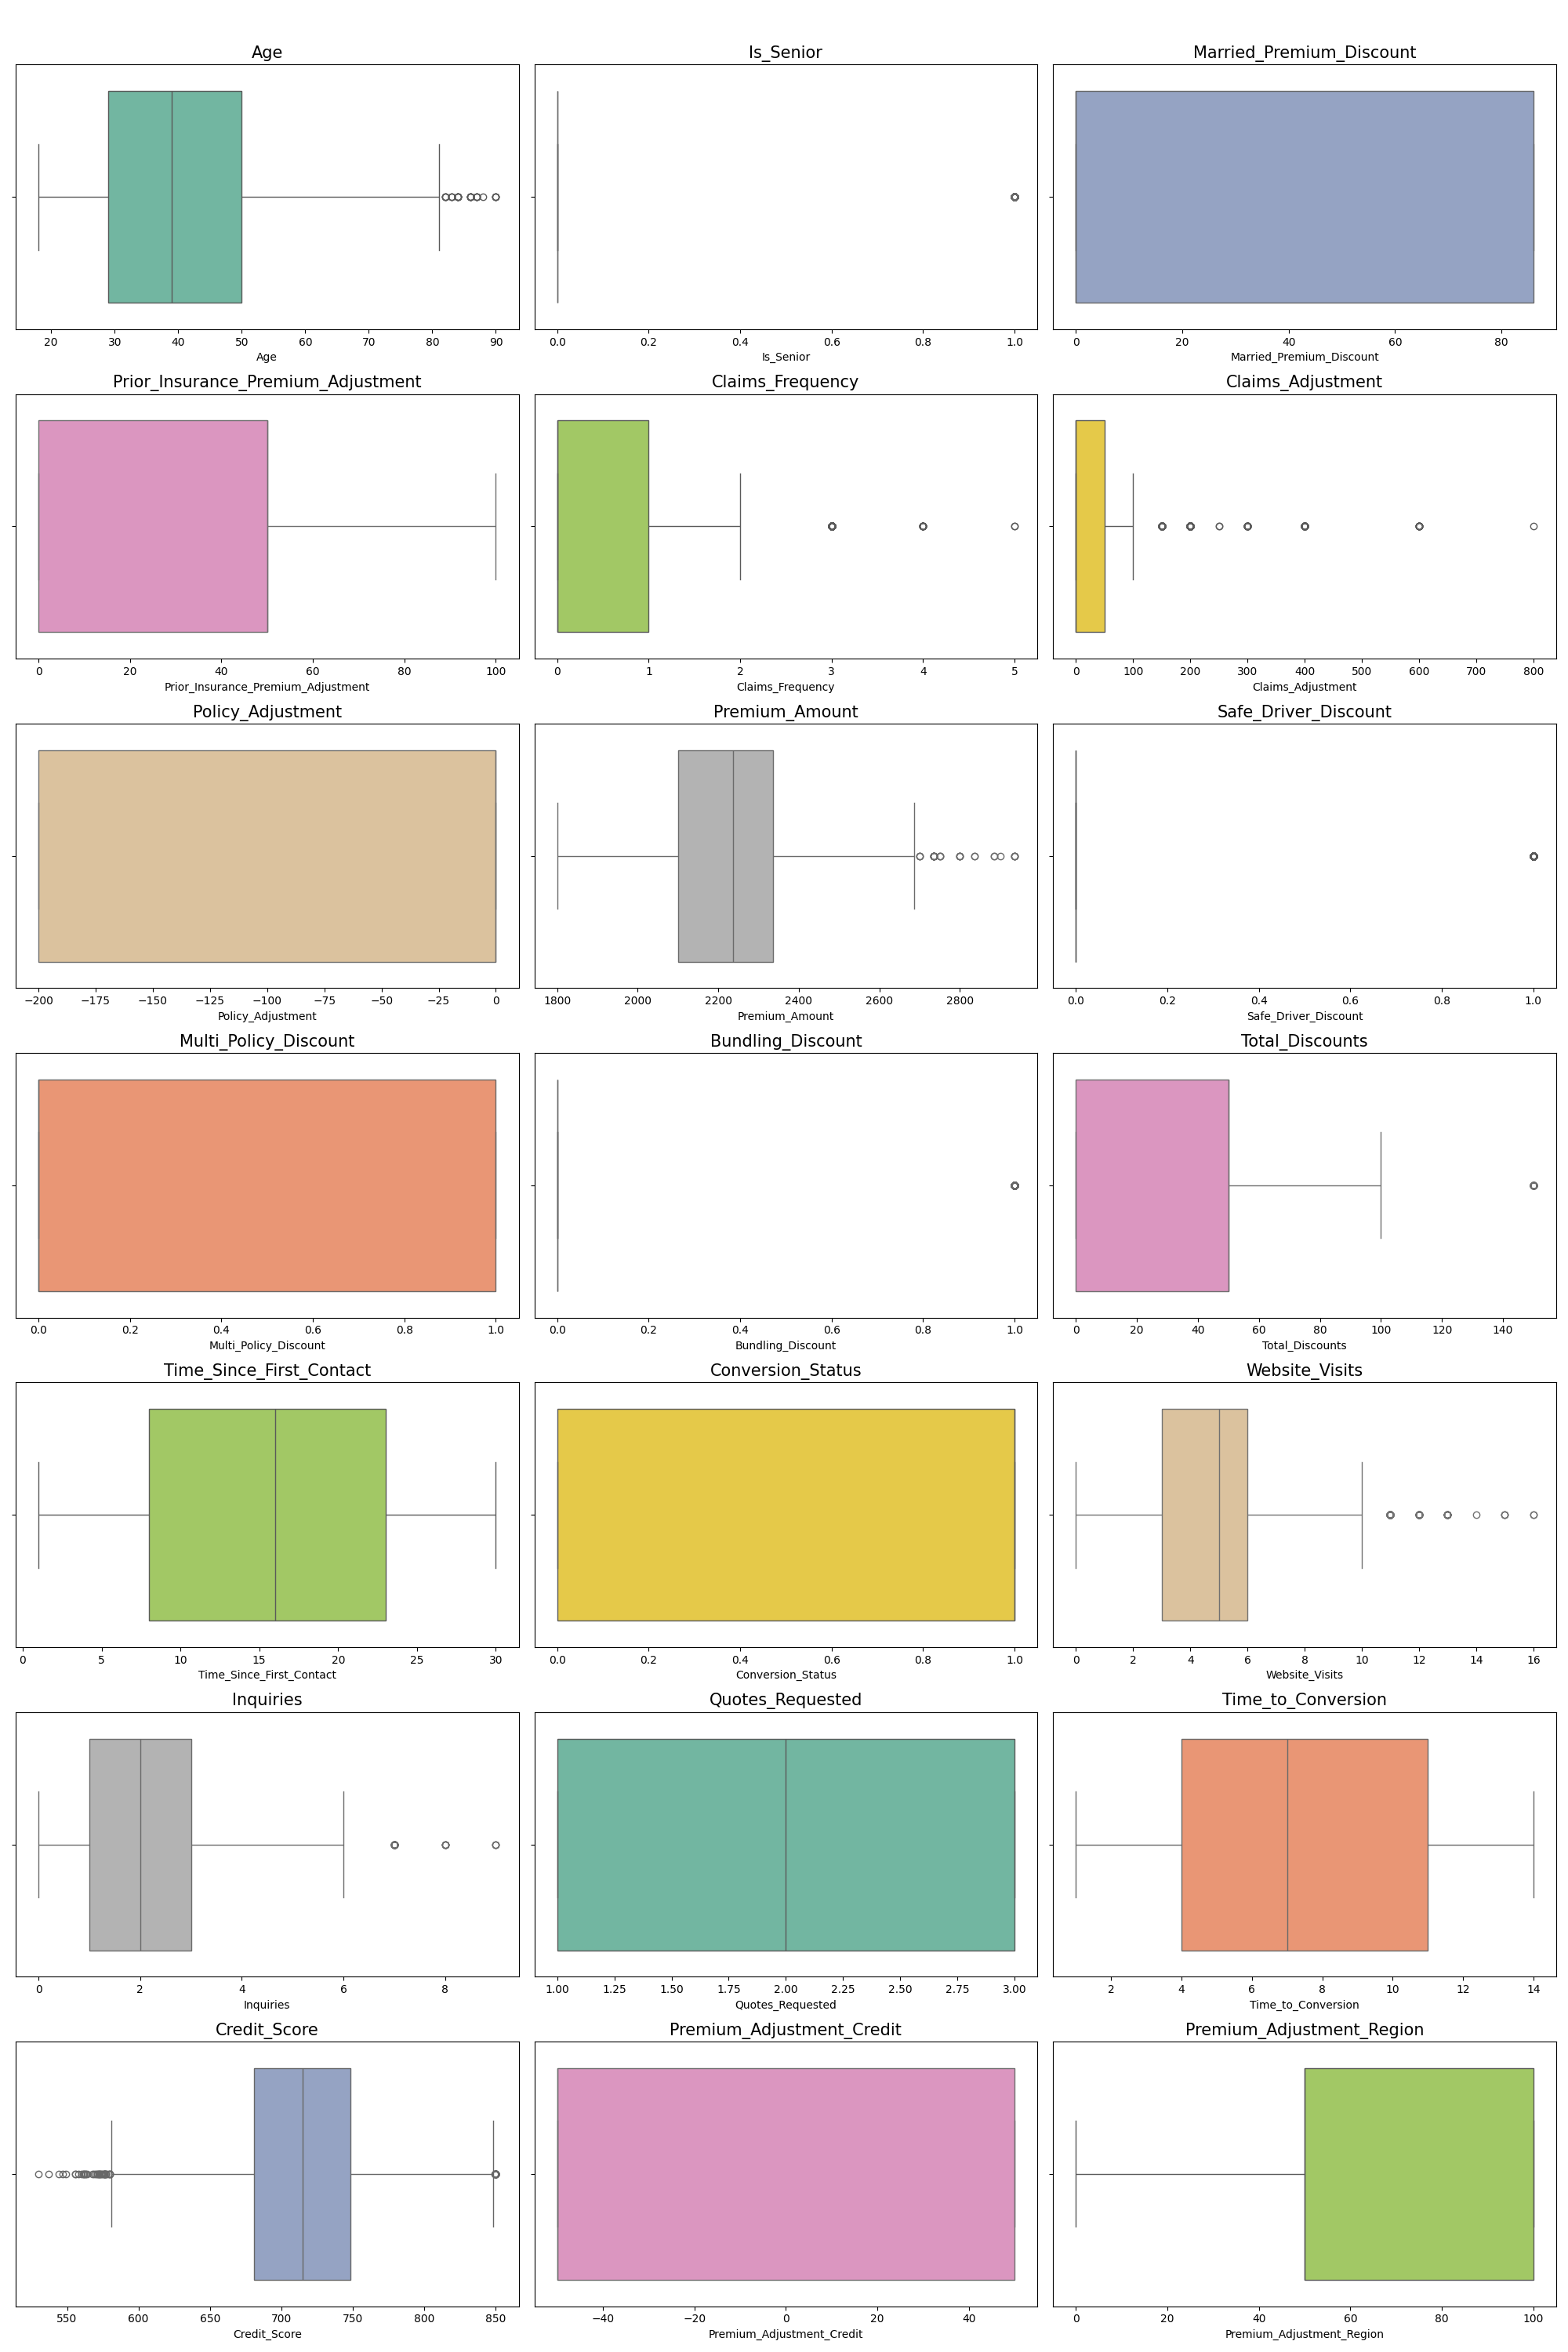 Age Is_Senior Married_Premium_Discount
20 30 40 50 60 70 80 90 0.0 0.2 0.4 0.6 0.8 1.0 0 20 40 60 80
Age Is_Senior Married_Premium_Discount
Prior_Insurance_Premium_Adjustment Claims_Frequency Claims_Adjustment
0 20 40 60 80 100 0 1 2 3 4 5 0 100 200 300 400 500 600 700 800
Prior_Insurance_Premium_Adjustment Claims_Frequency Claims_Adjustment
Policy_Adjustment Premium_Amount Safe_Driver_Discount
−200 −175 −150 −125 −100 −75 −50 −25 0 1800 2000 2200 2400 2600 2800 0.0 0.2 0.4 0.6 0.8 1.0
Policy_Adjustment Premium_Amount Safe_Driver_Discount
Multi_Policy_Discount Bundling_Discount Total_Discounts
0.0 0.2 0.4 0.6 0.8 1.0 0.0 0.2 0.4 0.6 0.8 1.0 0 20 40 60 80 100 120 140
Multi_Policy_Discount Bundling_Discount Total_Discounts
Time_Since_First_Contact Conversion_Status Website_Visits
0 5 10 15 20 25 30 0.0 0.2 0.4 0.6 0.8 1.0 0 2 4 6 8 10 12 14 16
Time_Since_First_Contact Conversion_Status Website_Visits
Inquiries Quotes_Requested Time_to_Conversion
0 2 4 6 8 1.00 1.25 1.50 1.75 2.00 2.25 2.50 2.75 3.00 2 4 6 8 10 12 14
Inquiries Quotes_Requested Time_to_Conversion
Credit_Score Premium_Adjustment_Credit Premium_Adjustment_Region
550 600 650 700 750 800 850 −40 −20 0 20 40 0 20 40 60 80 100
Credit_Score Premium_Adjustment_Credit Premium_Adjustment_Region